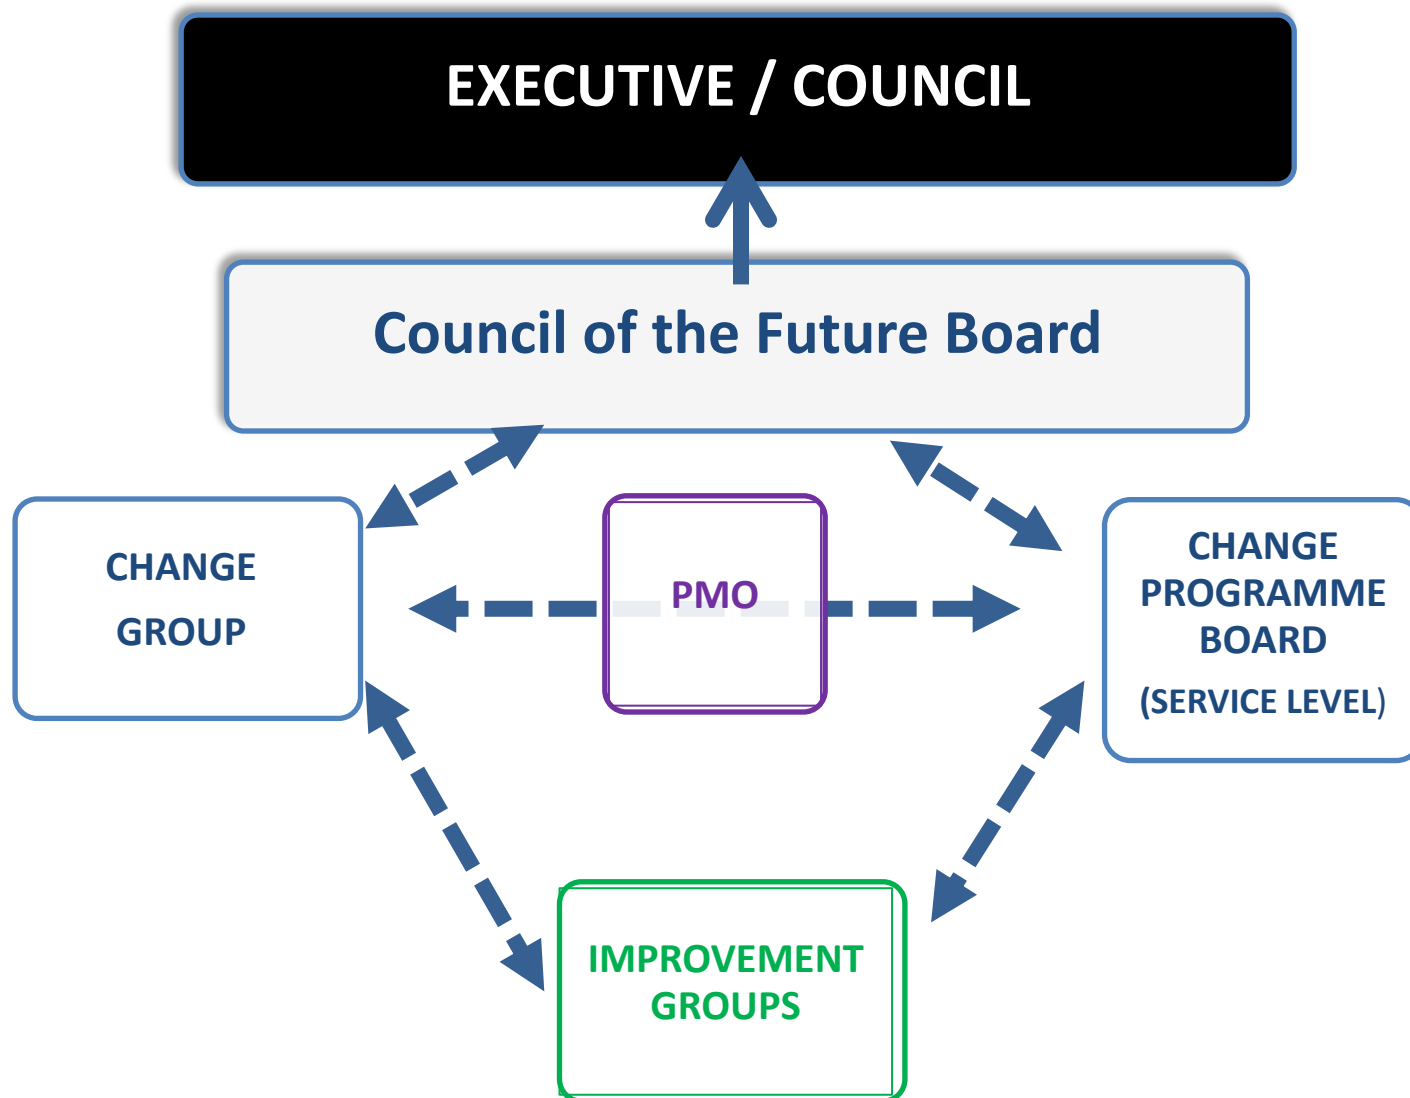 EXECUTIVE / COUNCIL
Council of the Future Board
CHANGE
GROUP
PMO
CHANGE
PROGRAMME
BOARD
(SERVICE LEVEL)
IMPROVEMENT
GROUPS